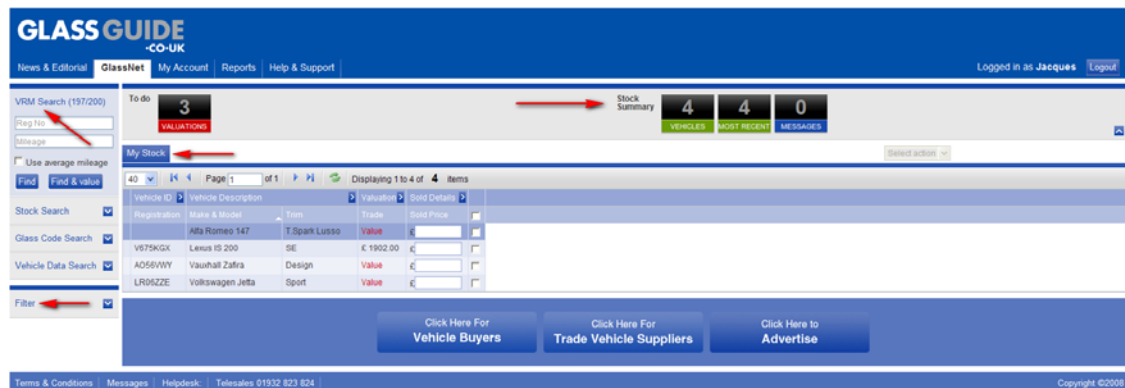 GLASS GUIDE
.CO.UK
News & Editorial GlassNet My Account Reports Help & Support
Logged in as Jacques Logout
VRM Search (197/200)
Reg No
Mileage
Use average mileage
Find Find & value
Stock Search
Glass Code Search
Vehicle Data Search
Filter
To do
3
VALUATIONS
Stock
Summary
4 4 0
VEHICLES MOST RECENT MESSAGES
My Stock
Select action
40 Page 1 of 1 Displaying 1 to 4 of 4 items
Vehicle ID Vehicle Description Valuation Sold Details
Registration Make & Model Trim Trade Sold Price
Alfa Romeo 147 T.Spark Lusso Value £
V675KGX Lexus IS 200 SE £ 1902.00 £
AO56VWY Vauxhall Zafira Design Value £
LR06ZZE Volkswagen Jetta Sport Value £
Click Here For
Vehicle Buyers
Click Here For
Trade Vehicle Suppliers
Click Here to
Advertise
Terms & Conditions Messages Helpdesk: Telesales 01932 823 824
Copyright ©2008